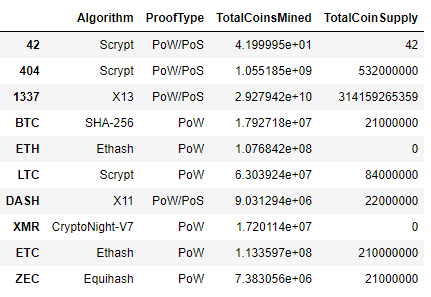 Algorithm ProofType TotalCoinsMined TotalCoinSupply
42 Scrypt PoW/PoS 4.199995e+01 42
404 Scrypt PoW/PoS 1.055185e+09 532000000
1337 X13 PoW/PoS 2.927942e+10 314159265359
BTC SHA-256 PoW 1.792718e+07 21000000
ETH Ethash PoW 1.076842e+08 0
LTC Scrypt PoW 6.303924e+07 84000000
DASH X11 PoW/PoS 9.031294e+06 22000000
XMR CryptoNight-V7 PoW 1.720114e+07 0
ETC Ethash PoW 1.133597e+08 210000000
ZEC Equihash PoW 7.383056e+06 21000000